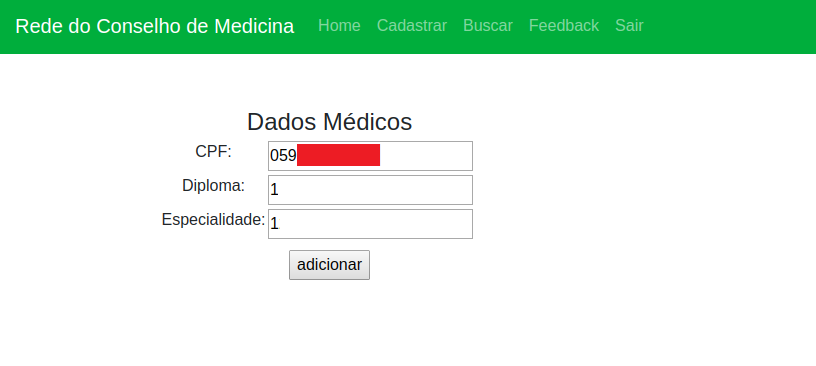 Rede do Conselho de Medicina Home Cadastrar Buscar Feedback Sair
Dados Médicos
CPF: 059
Diploma: 1
Especialidade: 1
adicionar